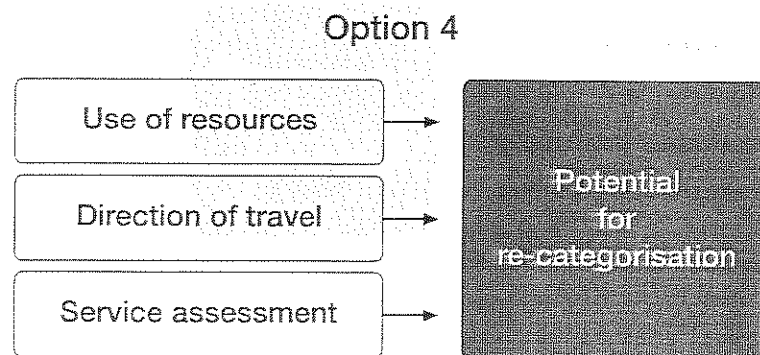 Option 4
Use of resources
Direction of travel
Service assessment
Potential
for
re-categorisation